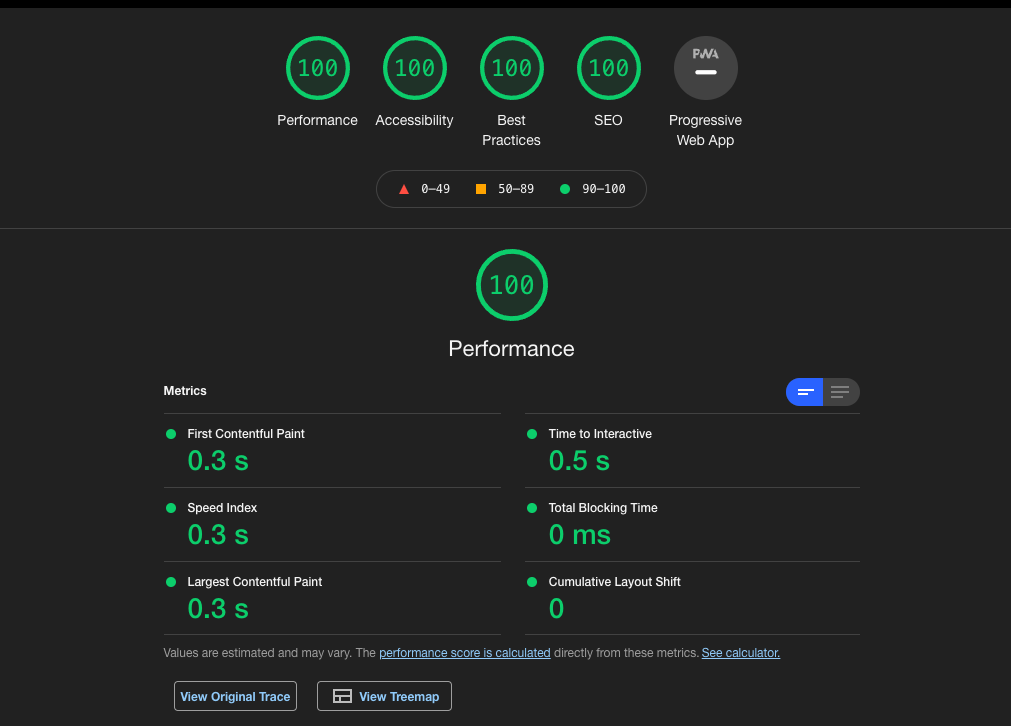 100 100 100 100 PWA
Performance Accessibility Best Practices SEO Progressive Web App
0–49 50–89 90–100
100
Performance
Metrics
First Contentful Paint
0.3 s
Time to Interactive
0.5 s
Speed Index
0.3 s
Total Blocking Time
0 ms
Largest Contentful Paint
0.3 s
Cumulative Layout Shift
0
Values are estimated and may vary. The performance score is calculated directly from these metrics. See calculator.
View Original Trace View Treemap